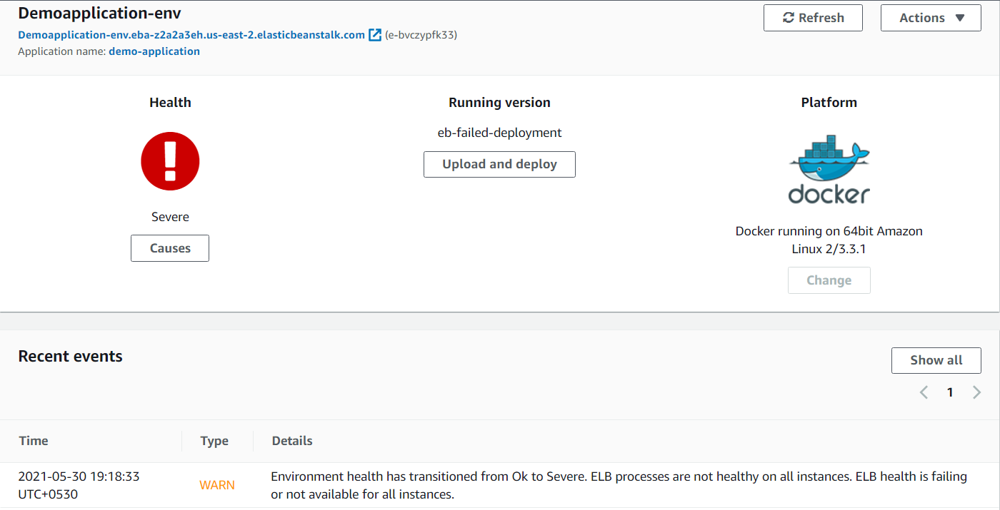 Demoapplication-env
Refresh
Actions
Demoapplication-env.eba-z2a2a3eh.us-east-2.elasticbeanstalk.com (e-bvczypfk33)
Application name: demo-application
Health
Severe
Causes
Running version
eb-failed-deployment
Upload and deploy
Platform
docker
Docker running on 64bit Amazon
Linux 2/3.3.1
Change
Recent events
Show all
1
Time
Type
Details
2021-05-30 19:18:33
UTC+0530
WARN
Environment health has transitioned from Ok to Severe. ELB processes are not healthy on all instances. ELB health is failing
or not available for all instances.